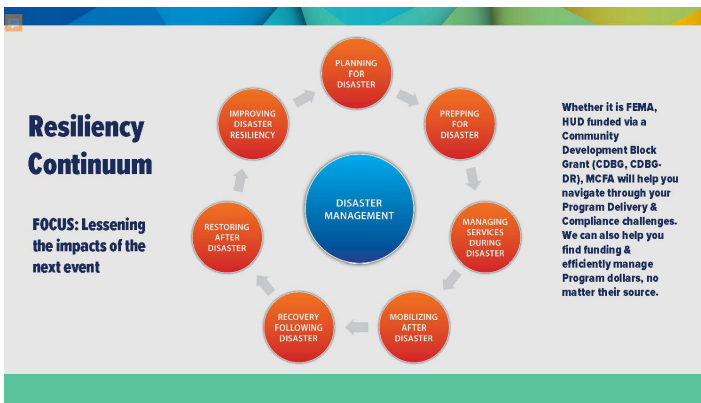 Resiliency
Continuum
FOCUS: Lessening
the impacts of the
next event
PLANNING
FOR
DISASTER
PREPPING
FOR
DISASTER
MANAGING
SERVICES
DURING
DISASTER
MOBILIZING
AFTER
DISASTER
RECOVERY
FOLLOWING
DISASTER
RESTORING
AFTER
DISASTER
IMPROVING
DISASTER
RESILIENCY
DISASTER
MANAGEMENT
Whether it is FEMA,
HUD funded via a
Community
Development Block
Grant (CDBG, CDBG-
DR), MCFA will help you
navigate through your
Program Delivery &
Compliance challenges.
We can also help you
find funding &
efficiently manage
Program dollars, no
matter their source.